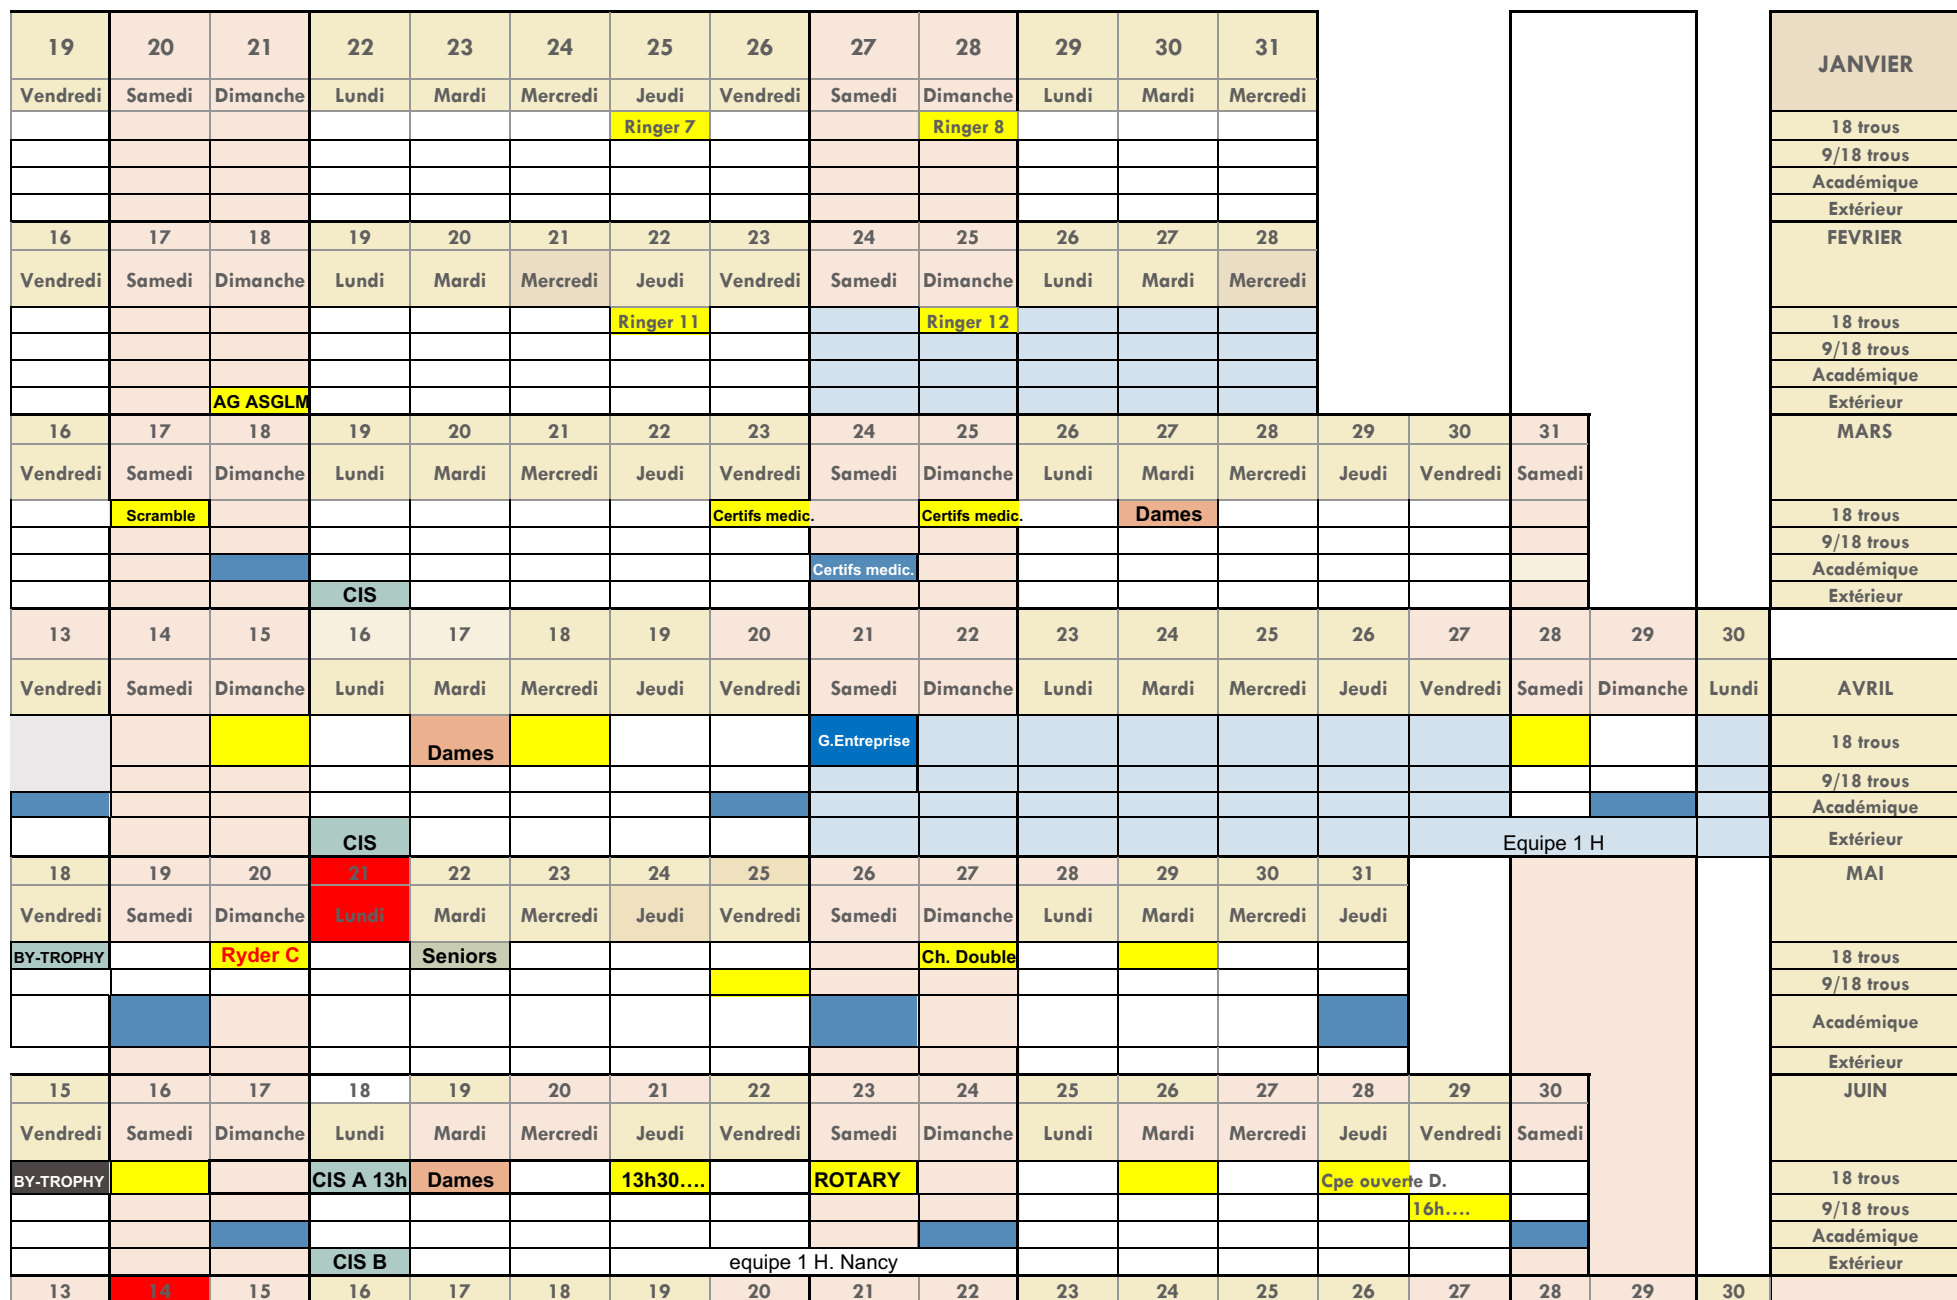 19 20 21 22 23 24 25 26 27 28 29 30 31 JANVIER
Vendredi Samedi Dimanche Lundi Mardi Mercredi Jeudi Vendredi Samedi Dimanche Lundi Mardi Mercredi
Ringer 7 Ringer 8 18 trous
9/18 trous
Académique
Extérieur
16 17 18 19 20 21 22 23 24 25 26 27 28 FEVRIER
Vendredi Samedi Dimanche Lundi Mardi Mercredi Jeudi Vendredi Samedi Dimanche Lundi Mardi Mercredi
Ringer 11 Ringer 12 18 trous
9/18 trous
Académique
AG ASGLM Extérieur
16 17 18 19 20 21 22 23 24 25 26 27 28 29 30 31 MARS
Vendredi Samedi Dimanche Lundi Mardi Mercredi Jeudi Vendredi Samedi Dimanche Lundi Mardi Mercredi Jeudi Vendredi Samedi
Scramble Certifs medic. Certifs medic. Dames 18 trous
9/18 trous
Certifs medic. Académique
CIS Extérieur
13 14 15 16 17 18 19 20 21 22 23 24 25 26 27 28 29 30
Vendredi Samedi Dimanche Lundi Mardi Mercredi Jeudi Vendredi Samedi Dimanche Lundi Mardi Mercredi Jeudi Vendredi Samedi Dimanche Lundi AVRIL
Dames G.Entreprise 18 trous
9/18 trous
Académique
CIS Equipe 1 H Extérieur
18 19 20 21 22 23 24 25 26 27 28 29 30 31 MAI
Vendredi Samedi Dimanche Lundi Mardi Mercredi Jeudi Vendredi Samedi Dimanche Lundi Mardi Mercredi Jeudi
BY-TROPHY Ryder C Seniors Ch. Double 18 trous
9/18 trous
Académique
Extérieur
15 16 17 18 19 20 21 22 23 24 25 26 27 28 29 30 JUIN
Vendredi Samedi Dimanche Lundi Mardi Mercredi Jeudi Vendredi Samedi Dimanche Lundi Mardi Mercredi Jeudi Vendredi Samedi
BY-TROPHY CIS A 13h Dames 13h30.... ROTARY Cpe ouverte D. 18 trous
16h.... 9/18 trous
Académique
CIS B equipe 1 H. Nancy Extérieur
13 14 15 16 17 18 19 20 21 22 23 24 25 26 27 28 29 30